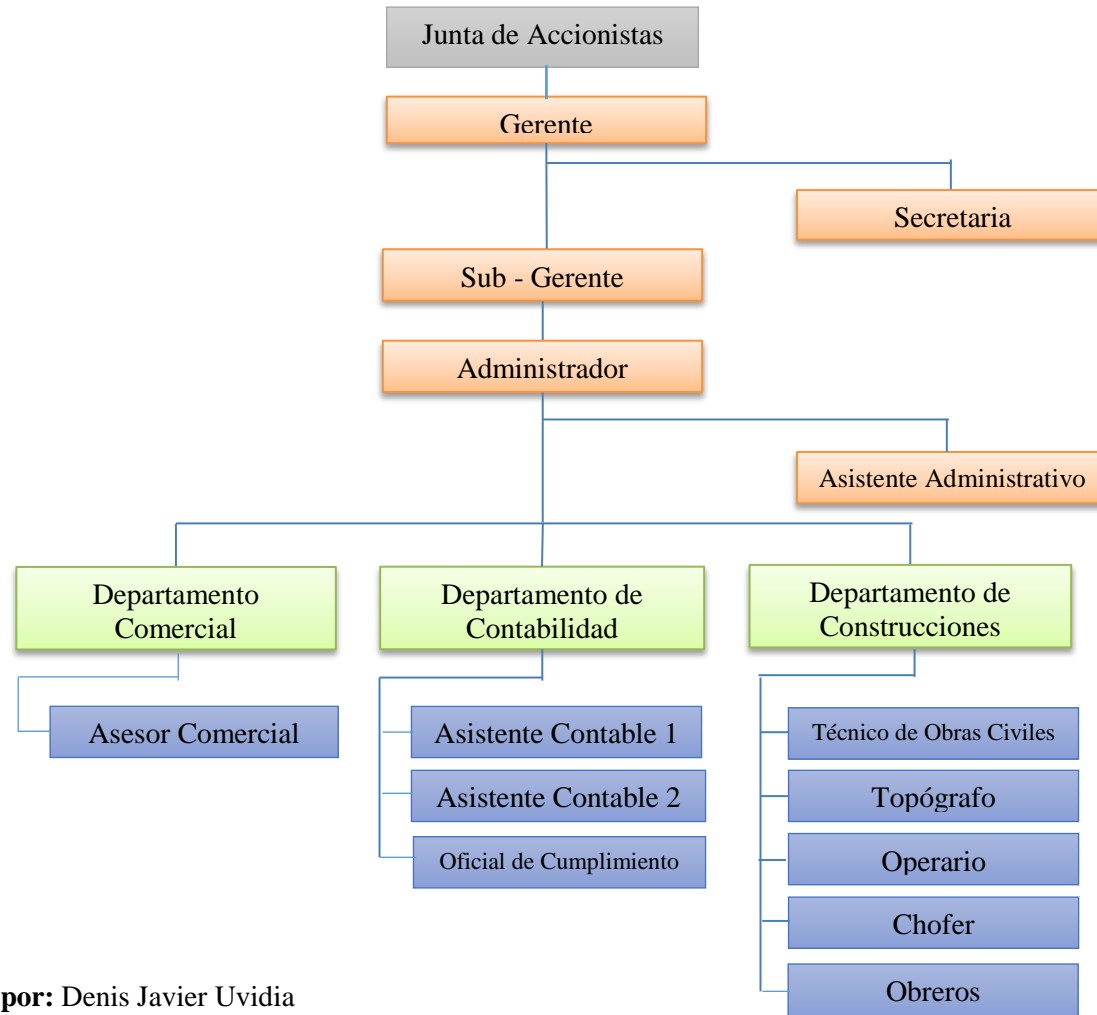 Junta de Accionistas
Gerente
Secretaria
Sub - Gerente
Administrador
Asistente Administrativo
Departamento
Comercial
Departamento de
Contabilidad
Departamento de
Construcciones
Asesor Comercial
Asistente Contable 1
Asistente Contable 2
Oficial de Cumplimiento
Técnico de Obras Civiles
Topógrafo
Operario
Chofer
Obreros
por: Denis Javier Uvidia